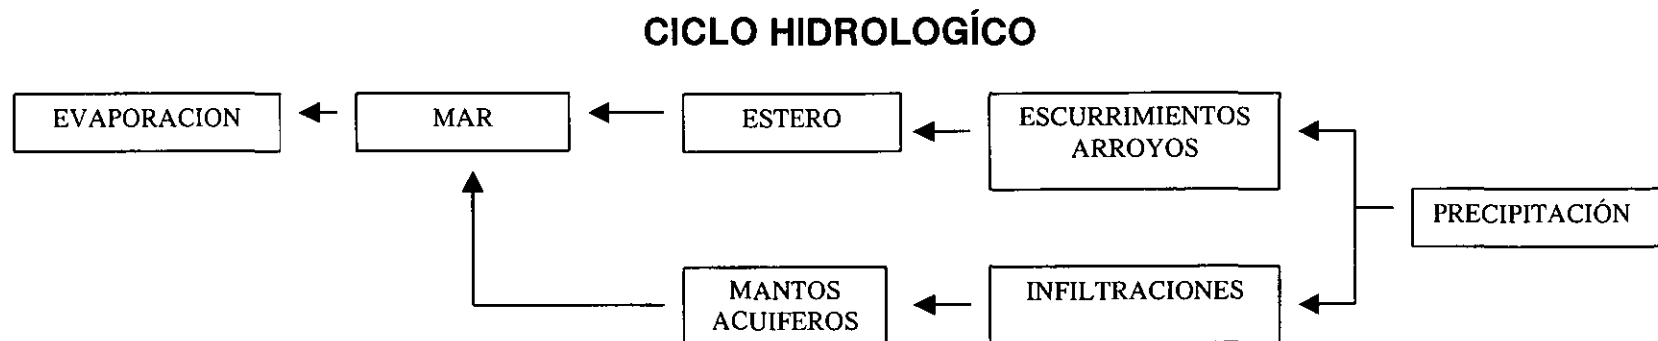 CICLO HIDROLOGÍCO
EVAPORACION
MAR
ESTERO
ESCURRIMIENTOS
ARROYOS
PRECIPITACIÓN
MANTOS
ACUIFEROS
INFILTRACIONES